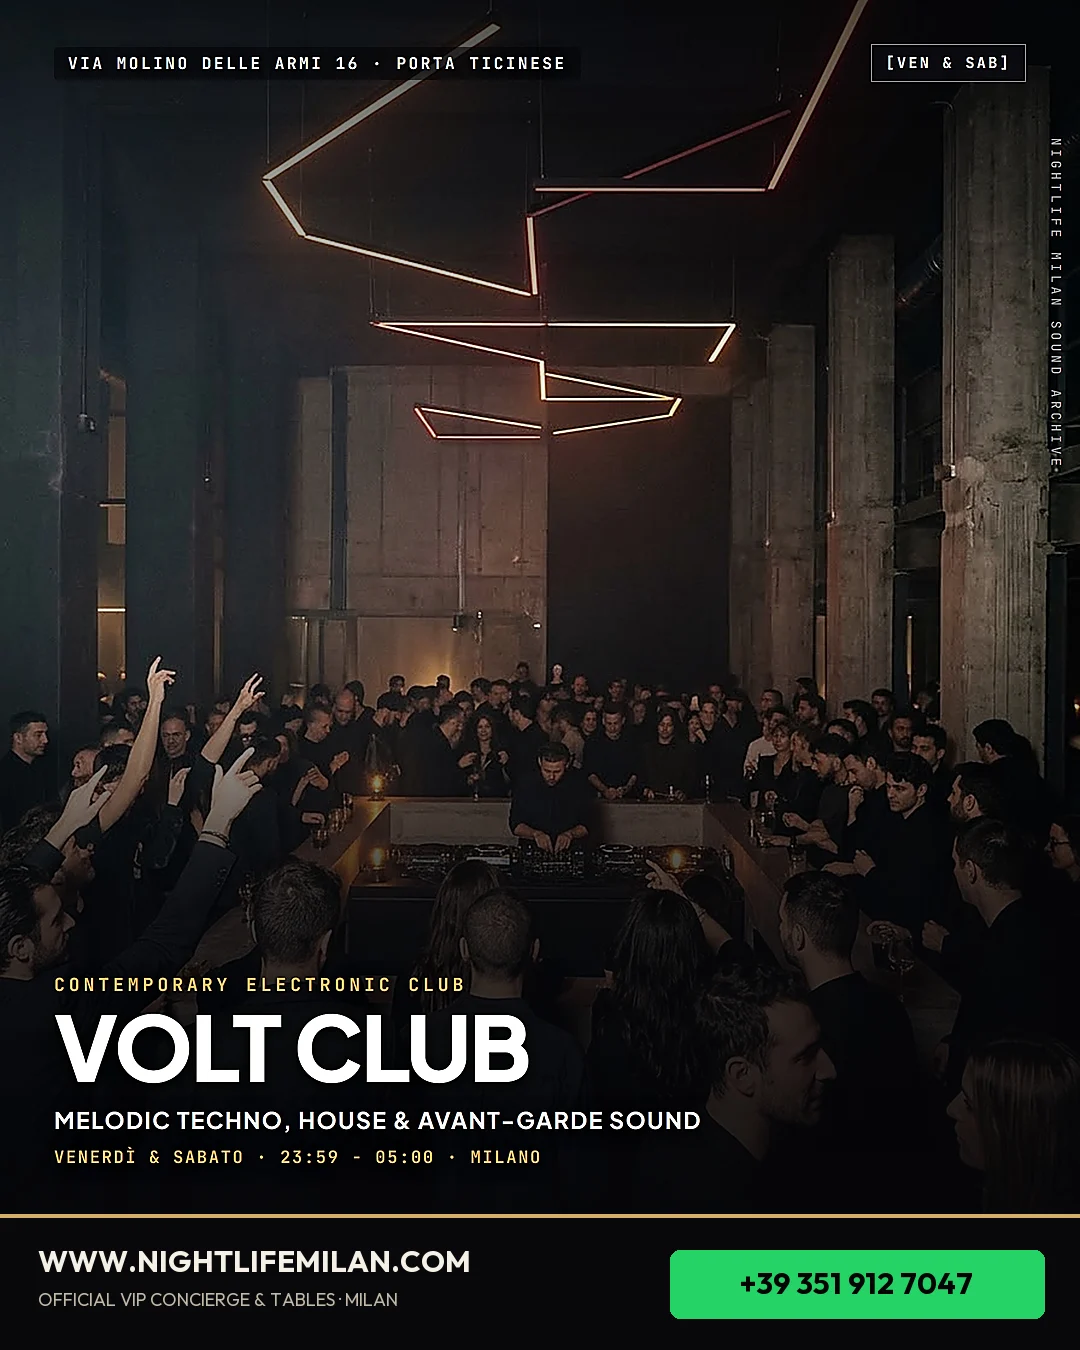 VIA MOLINO DELLE ARMI 16 · PORTA TICINESE
[VEN & SAB]
NIGHTLIFE MILAN SOUND ARCHIVE
CONTEMPORARY ELECTRONIC CLUB
VOLT CLUB
MELODIC TECHNO, HOUSE & AVANT-GARDE SOUND
VENERDÌ & SABATO · 23:59 - 05:00 · MILANO
WWW.NIGHTLIFEMILAN.COM
OFFICIAL VIP CONCIERGE & TABLES · MILAN
+39 351 912 7047